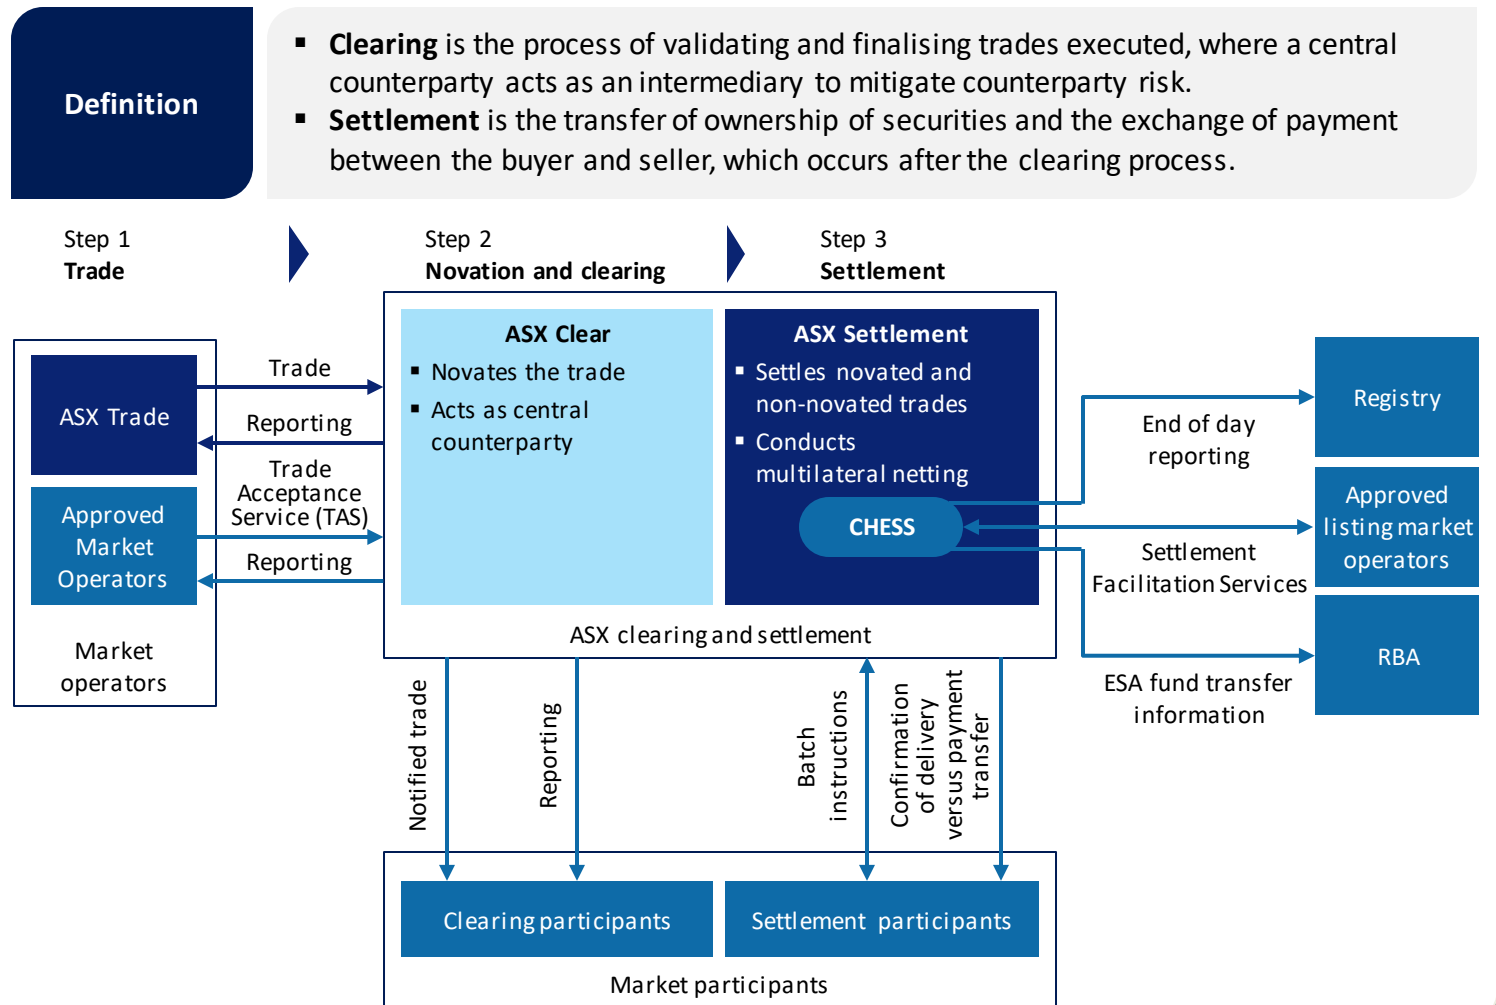 Definition
▪ Clearing is the process of validating and finalising trades executed, where a central
counterparty acts as an intermediary to mitigate counterparty risk.
▪ Settlement is the transfer of ownership of securities and the exchange of payment
between the buyer and seller, which occurs after the clearing process.
Step 1
Trade
Step 2
Novation and clearing
Step 3
Settlement
ASX Trade
Approved
Market
Operators
Market
operators
Trade
Reporting
Trade
Acceptance
Service (TAS)
Reporting
ASX Clear
▪ Novates the trade
▪ Acts as central
counterparty
ASX Settlement
▪ Settles novated and
non-novated trades
▪ Conducts
multilateral netting
CHESS
ASX clearing and settlement
End of day
reporting
Settlement
Facilitation Services
ESA fund transfer
information
Registry
Approved
listing market
operators
RBA
Notified trade
Reporting
Batch
instructions
Confirmation
of delivery
versus payment
transfer
Clearing participants
Settlement participants
Market participants